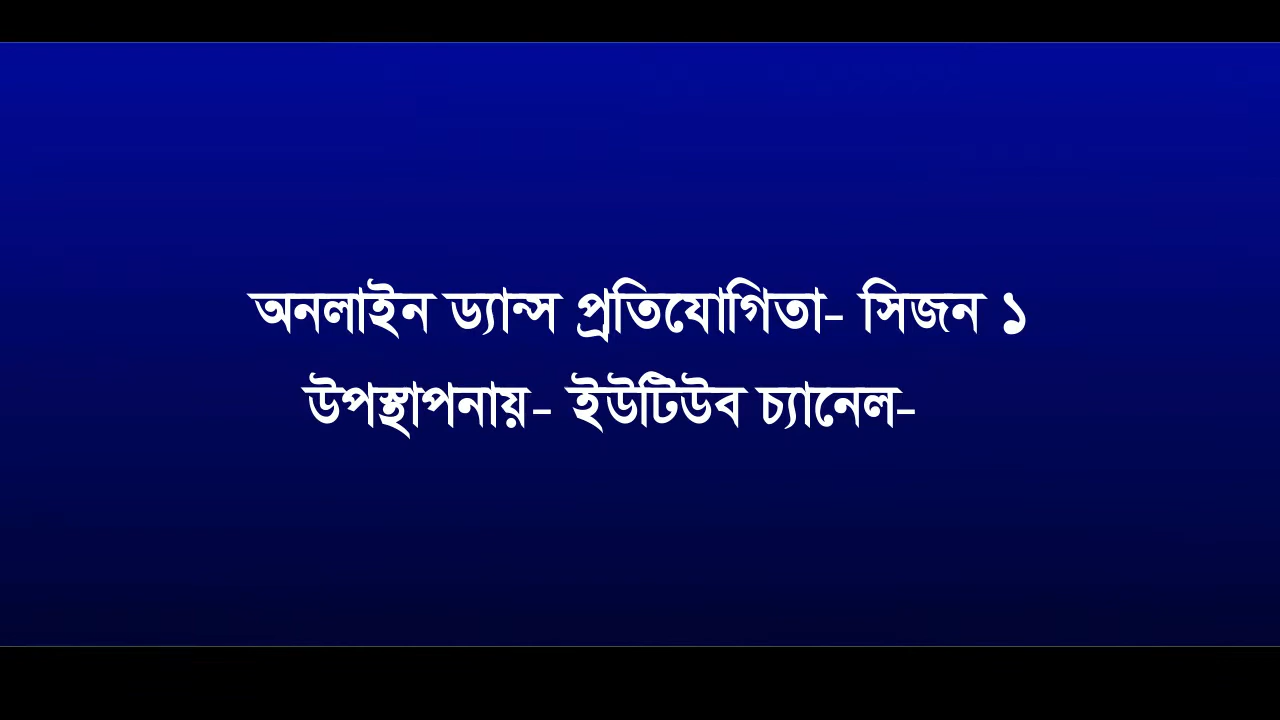 অনলাইন ড্যান্স প্রতিযোগিতা- সিজন ১
উপস্থাপনায়- ইউটিউব চ্যানেল-